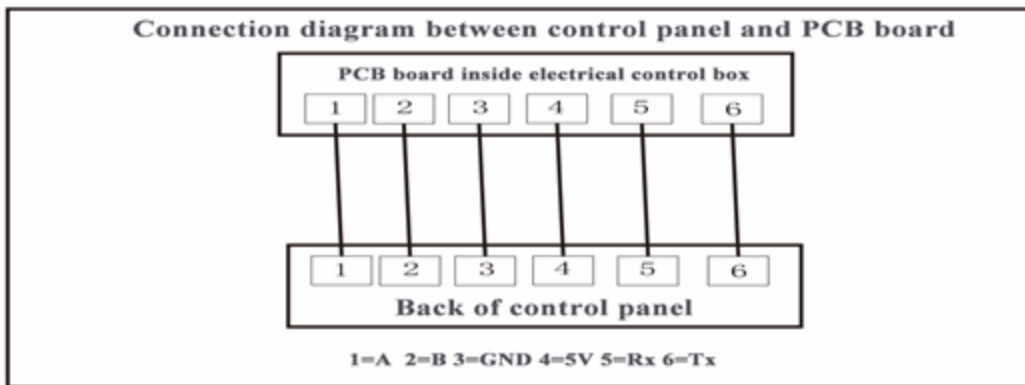 Connection diagram between control panel and PCB board
PCB board inside electrical control box
1 2 3 4 5 6
1 2 3 4 5 6
Back of control panel
1=A 2=B 3=GND 4=5V 5=Rx 6=Tx